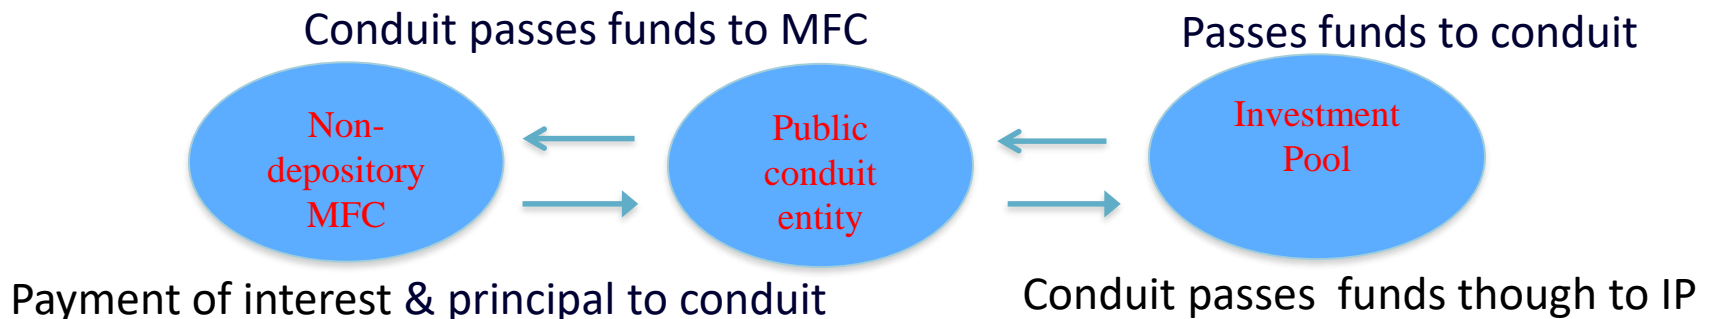 Conduit passes funds to MFC
Passes funds to conduit
Non-
depository
MFC
Public
conduit
entity
Investment
Pool
Payment of interest & principal to conduit
Conduit passes  funds though to IP